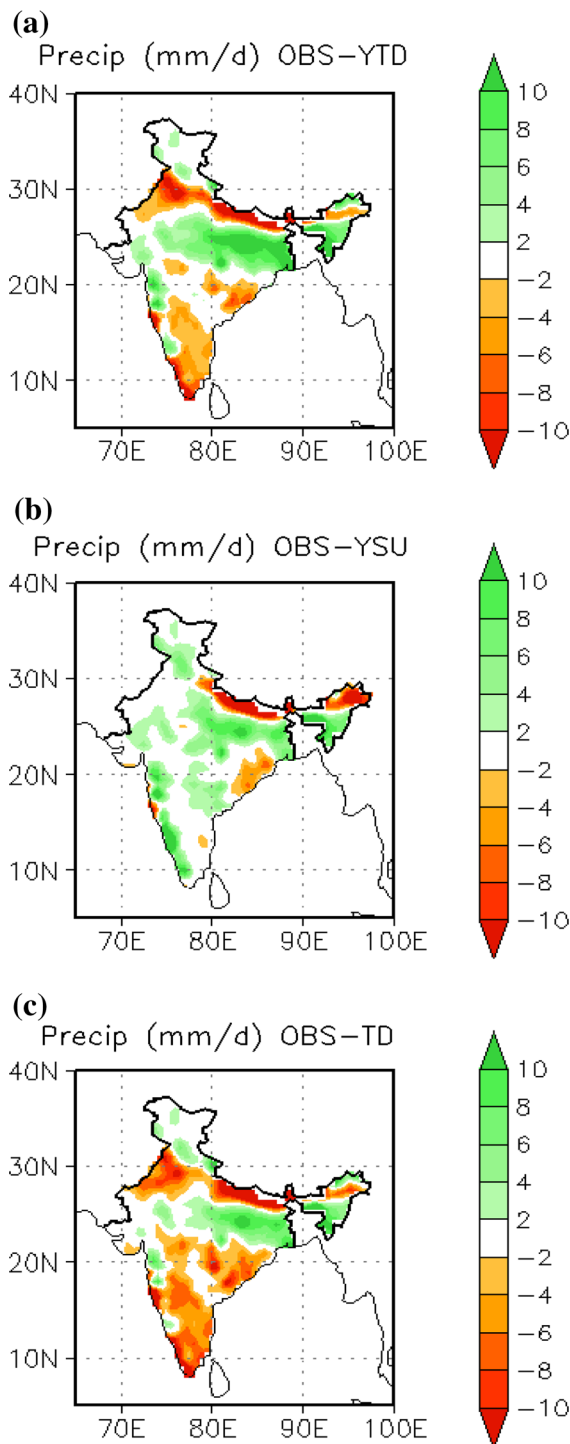 (a)
Precip (mm/d) OBS-YTD
40N
30N
20N
10N
70E 80E 90E 100E
10
8
6
4
2
-2
-4
-6
-8
-10
(b)
Precip (mm/d) OBS-YSU
40N
30N
20N
10N
70E 80E 90E 100E
10
8
6
4
2
-2
-4
-6
-8
-10
(c)
Precip (mm/d) OBS-TD
40N
30N
20N
10N
70E 80E 90E 100E
10
8
6
4
2
-2
-4
-6
-8
-10